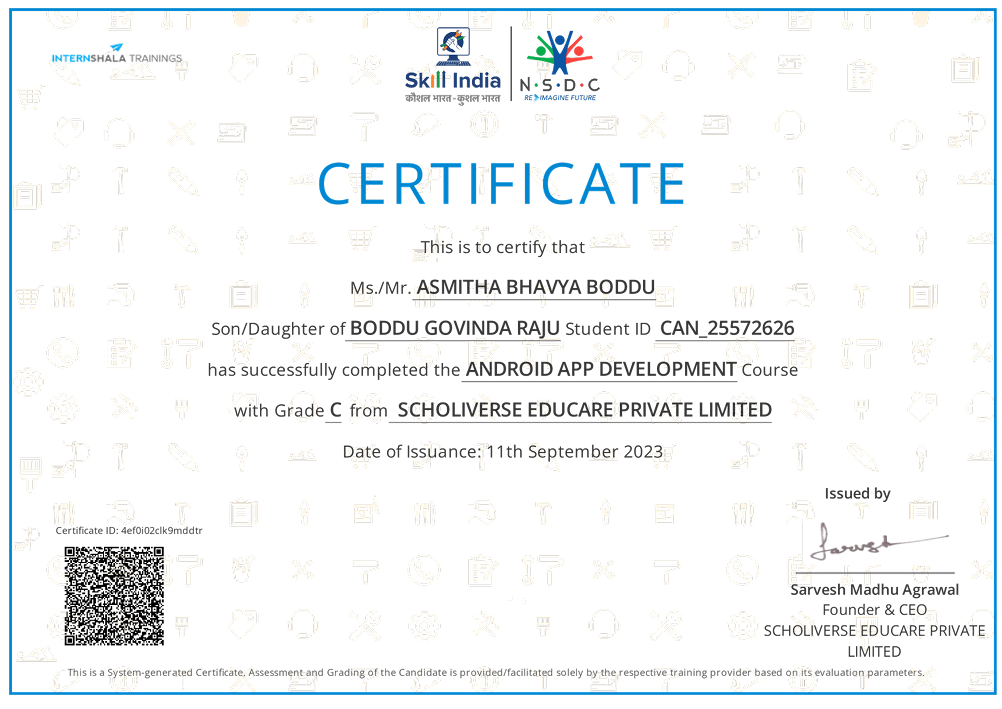 INTERNSHALA TRAININGS
Skill India
कौशल भारत-कुशल भारत
N·S·D·C
RE IMAGINE FUTURE
CERTIFICATE
This is to certify that
Ms./Mr. ASMITHA BHAVYA BODDU
Son/Daughter of BODDU GOVINDA RAJU Student ID CAN_25572626
has successfully completed the ANDROID APP DEVELOPMENT Course
with Grade C from SCHOLIVERSE EDUCARE PRIVATE LIMITED
Date of Issuance: 11th September 2023
Issued by
Certificate ID: 4ef0i02clk9mddtr
Sarvesh
Sarvesh Madhu Agrawal
Founder & CEO
SCHOLIVERSE EDUCARE PRIVATE
LIMITED
This is a System-generated Certificate. Assessment and Grading of the Candidate is provided/facilitated solely by the respective training provider based on its evaluation parameters.